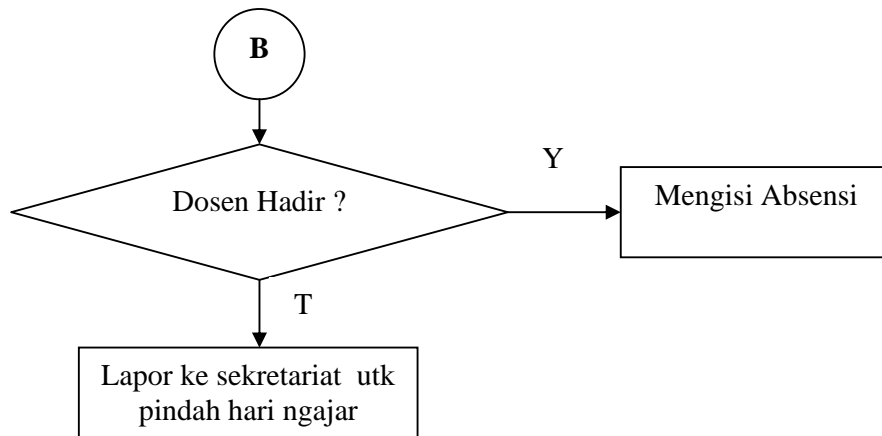 B
Dosen Hadir ?
Y
Mengisi Absensi
T
Lapor ke sekretariat utk
pindah hari ngajar